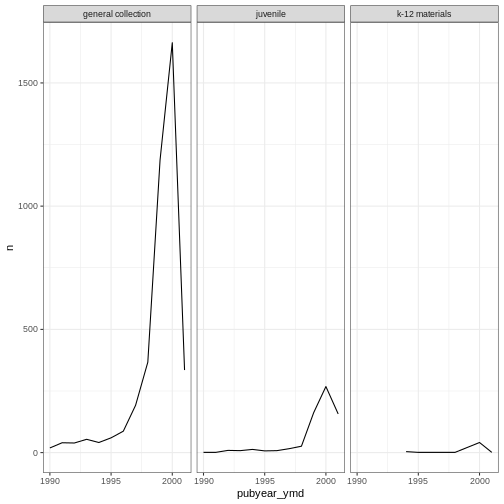 general collection
juvenile
k-12 materials
1500
1000
500
0
n
1990 1995 2000 1990 1995 2000 1990 1995 2000
pubyear_ymd